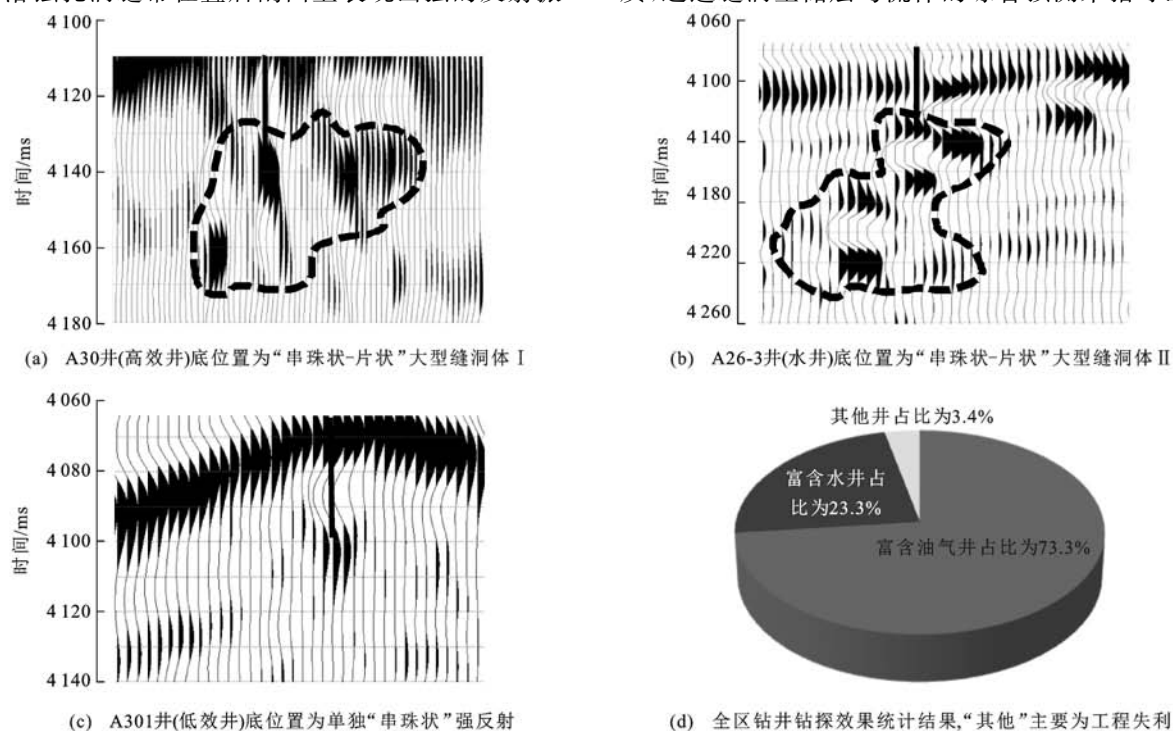 4 100
4 120
4 140
4 160
4 180
时间/ms
(a) A30井(高效井)底位置为“串珠状-片状”大型缝洞体Ⅰ
4 060
4 100
4 140
4 180
4 220
4 260
时间/ms
(b) A26-3井(水井)底位置为“串珠状-片状”大型缝洞体Ⅱ
4 060
4 080
4 100
4 120
4 140
时间/ms
(c) A301井(低效井)底位置为单独“串珠状”强反射
其他井占比为3.4%
富含水井占
比为23.3%
富含油气井占比为73.3%
(d) 全区钻井钻探效果统计结果,“其他”主要为工程失利